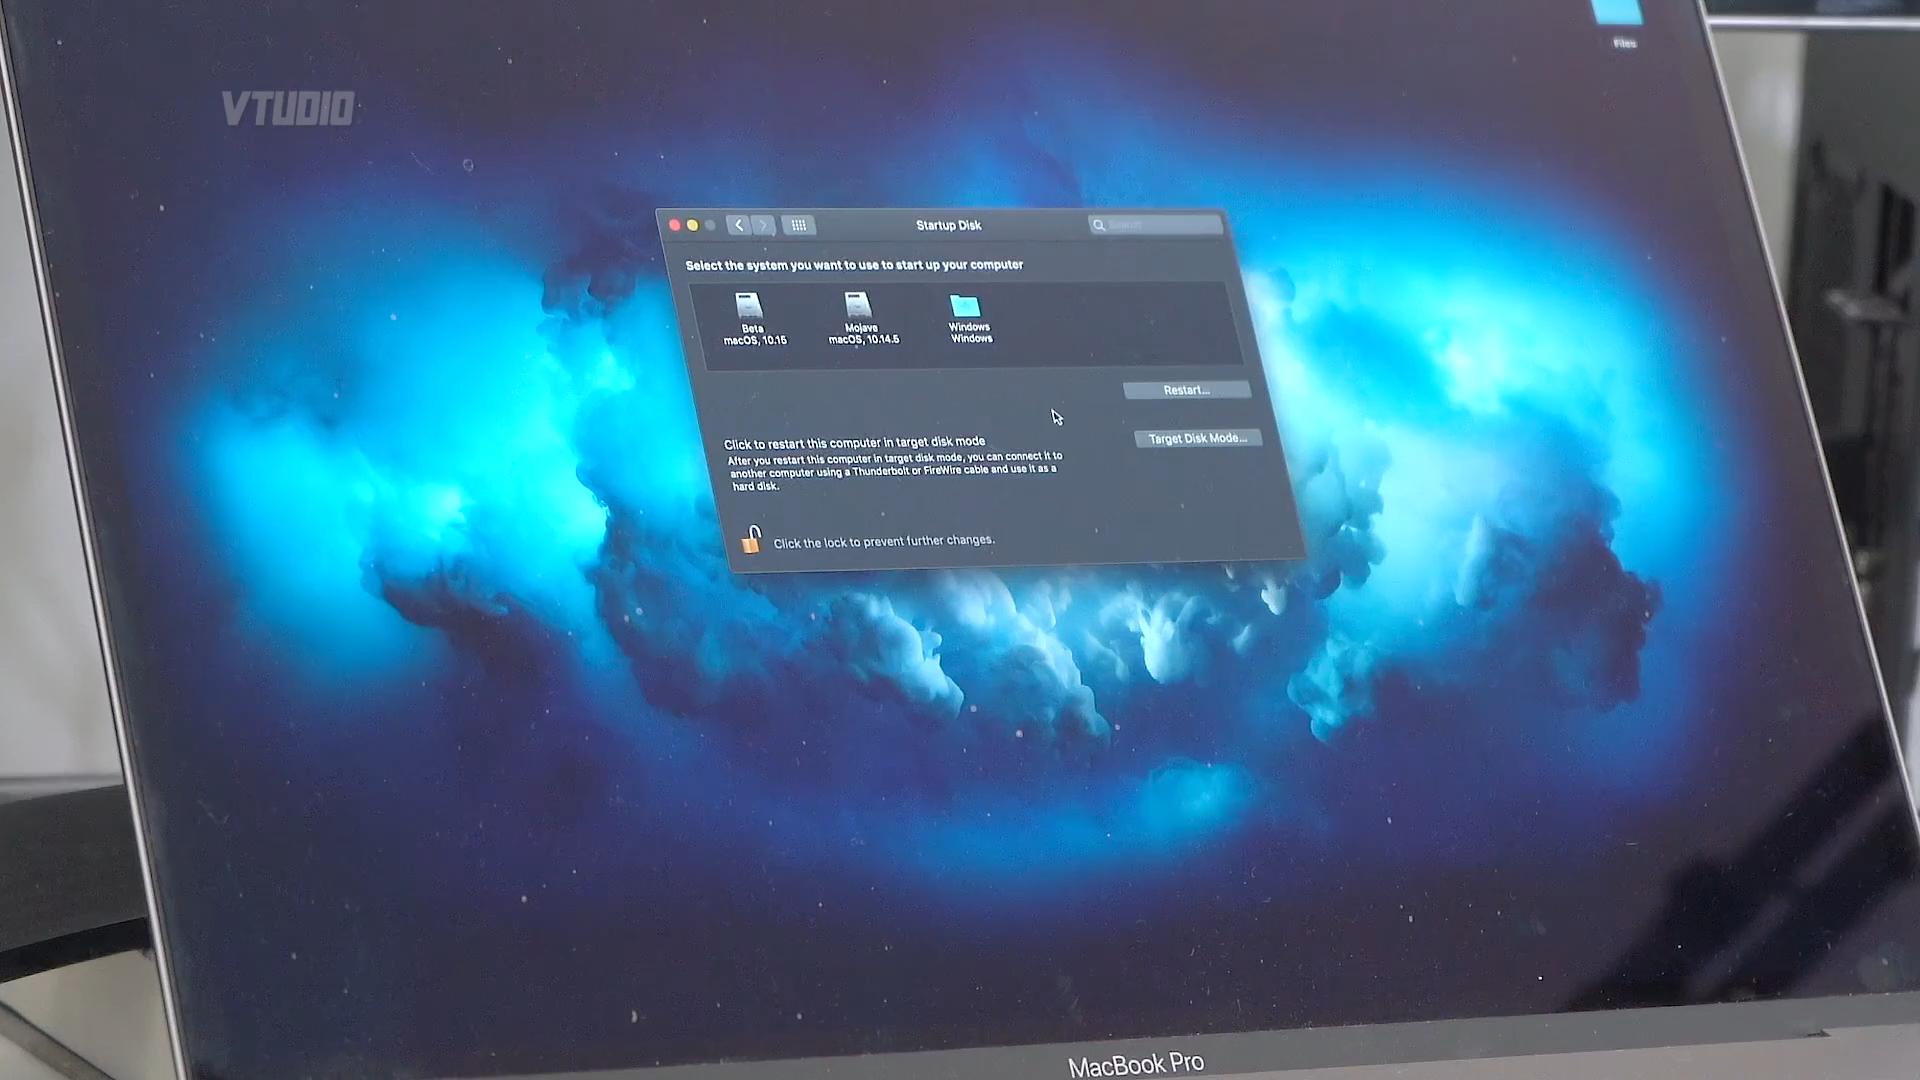 Files
VTUDIO
Startup Disk
Search
Select the system you want to use to start up your computer
Beta
macOS, 10.15
Mojave
macOS, 10.14.5
Windows
Windows
Restart...
Click to restart this computer in target disk mode
After you restart this computer in target disk mode, you can connect it to
another computer using a Thunderbolt or FireWire cable and use it as a
hard disk.
Target Disk Mode...
Click the lock to prevent further changes.
MacBook Pro